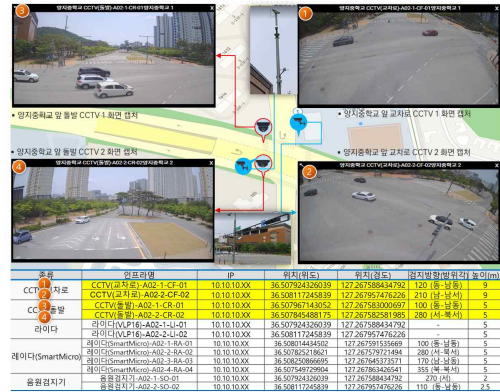 3
양지중학교 CCTV(돌발)-A02-1-CR-01양지중학교 1
X
1
양지중학교 CCTV(교차로)-A02-1-CF-01양지중학교 1
X
• 양지중학교 앞 돌발 CCTV 1 화면 캡처
• 양지중학교 앞 교차로 CCTV 1 화면 캡처
• 양지중학교 앞 돌발 CCTV 2 화면 캡처
• 양지중학교 앞 교차로 CCTV 2 화면 캡처
4
양지중학교 CCTV(돌발)-A02-2-CR-02양지중학교 2
X
2
양지중학교 CCTV(교차로)-A02-2-CF-02양지중학교 2
X
종류 인프라명 IP 위치(위도) 위치(경도) 검지방향(방위각) 높이(m)
CCTV 교차로 1 CCTV(교차로)-A02-1-CF-01 10.10.10.XX 36.507924326039 127.267588434792 120 (동-남동) 9
2 CCTV(교차로)-A02-2-CF-02 10.10.10.XX 36.508117245839 127.267957476226 210 (남-남서) 9
CCTV 돌발 3 CCTV(돌발)-A02-1-CR-01 10.10.10.XX 36.507967143052 127.267583000697 100 (동-남동) 5
4 CCTV(돌발)-A02-2-CR-02 10.10.10.XX 36.507845488175 127.267582581985 280 (서-북서) 5
라이다 라이다(VLP16)-A02-1-LI-01 10.10.10.XX 36.507924326039 127.267588434792 - 5
라이다(VLP16)-A02-2-LI-02 10.10.10.XX 36.508117245839 127.267957476226 - 5
레이다(SmartMicro) 레이다(SmartMicro)-A02-1-RA-01 10.10.10.XX 36.508014434502 127.267591535669 100 (동-남동) 5
레이다(SmartMicro)-A02-2-RA-02 10.10.10.XX 36.507825218621 127.267579721494 280 (서-북서) 5
레이다(SmartMicro)-A02-3-RA-03 10.10.10.XX 36.508250866695 127.267645373571 170 (남-남동) 5
레이다(SmartMicro)-A02-4-RA-04 10.10.10.XX 36.507549729904 127.267863426541 355 (북-북서) 5
음원검지기 음원검지기-A02-1-SO-01 10.10.10.XX 36.507924326039 127.267588434792 270 (서) 2
음원검지기-A02-2-SO-02 10.10.10.XX 36.508117245839 127.267957476226 110 (동-남동) 2